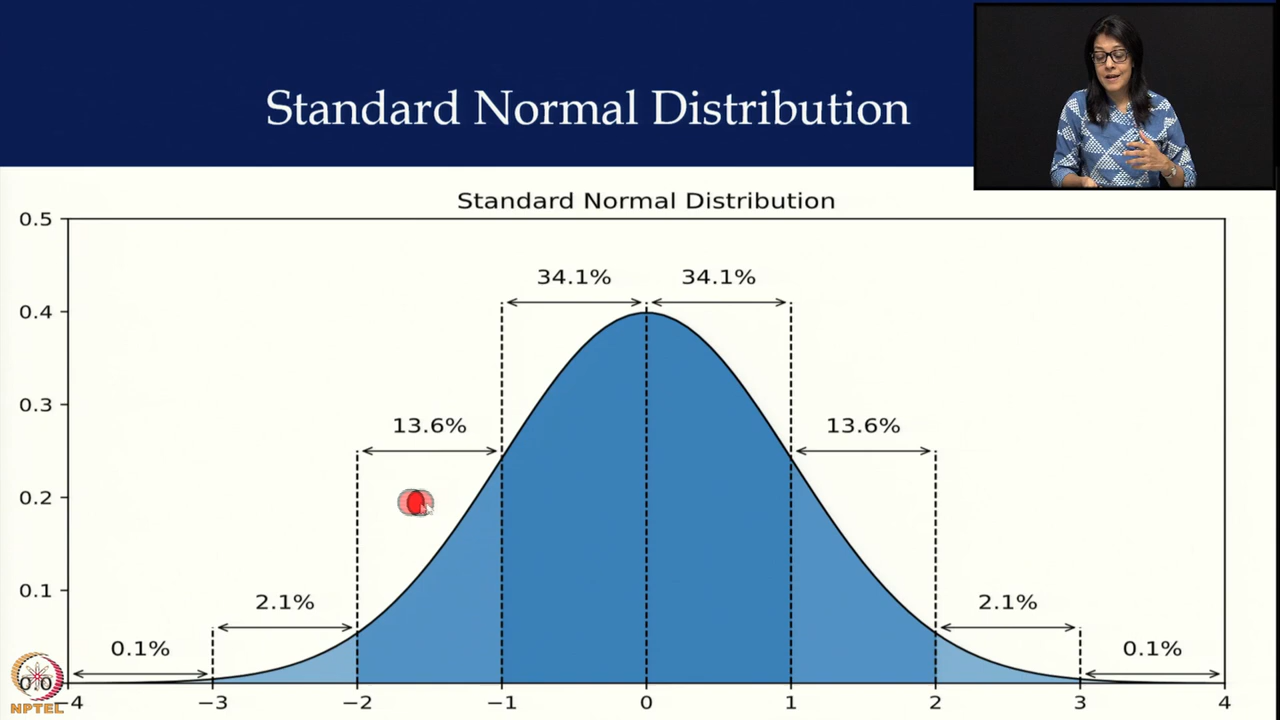 Standard Normal Distribution
Standard Normal Distribution
0.5
34.1% 34.1%
0.4
13.6% 13.6%
0.3
0.2
2.1% 2.1%
0.1
0.1% 0.1%
0.0
−4 −3 −2 −1 0 1 2 3 4
NPTEL